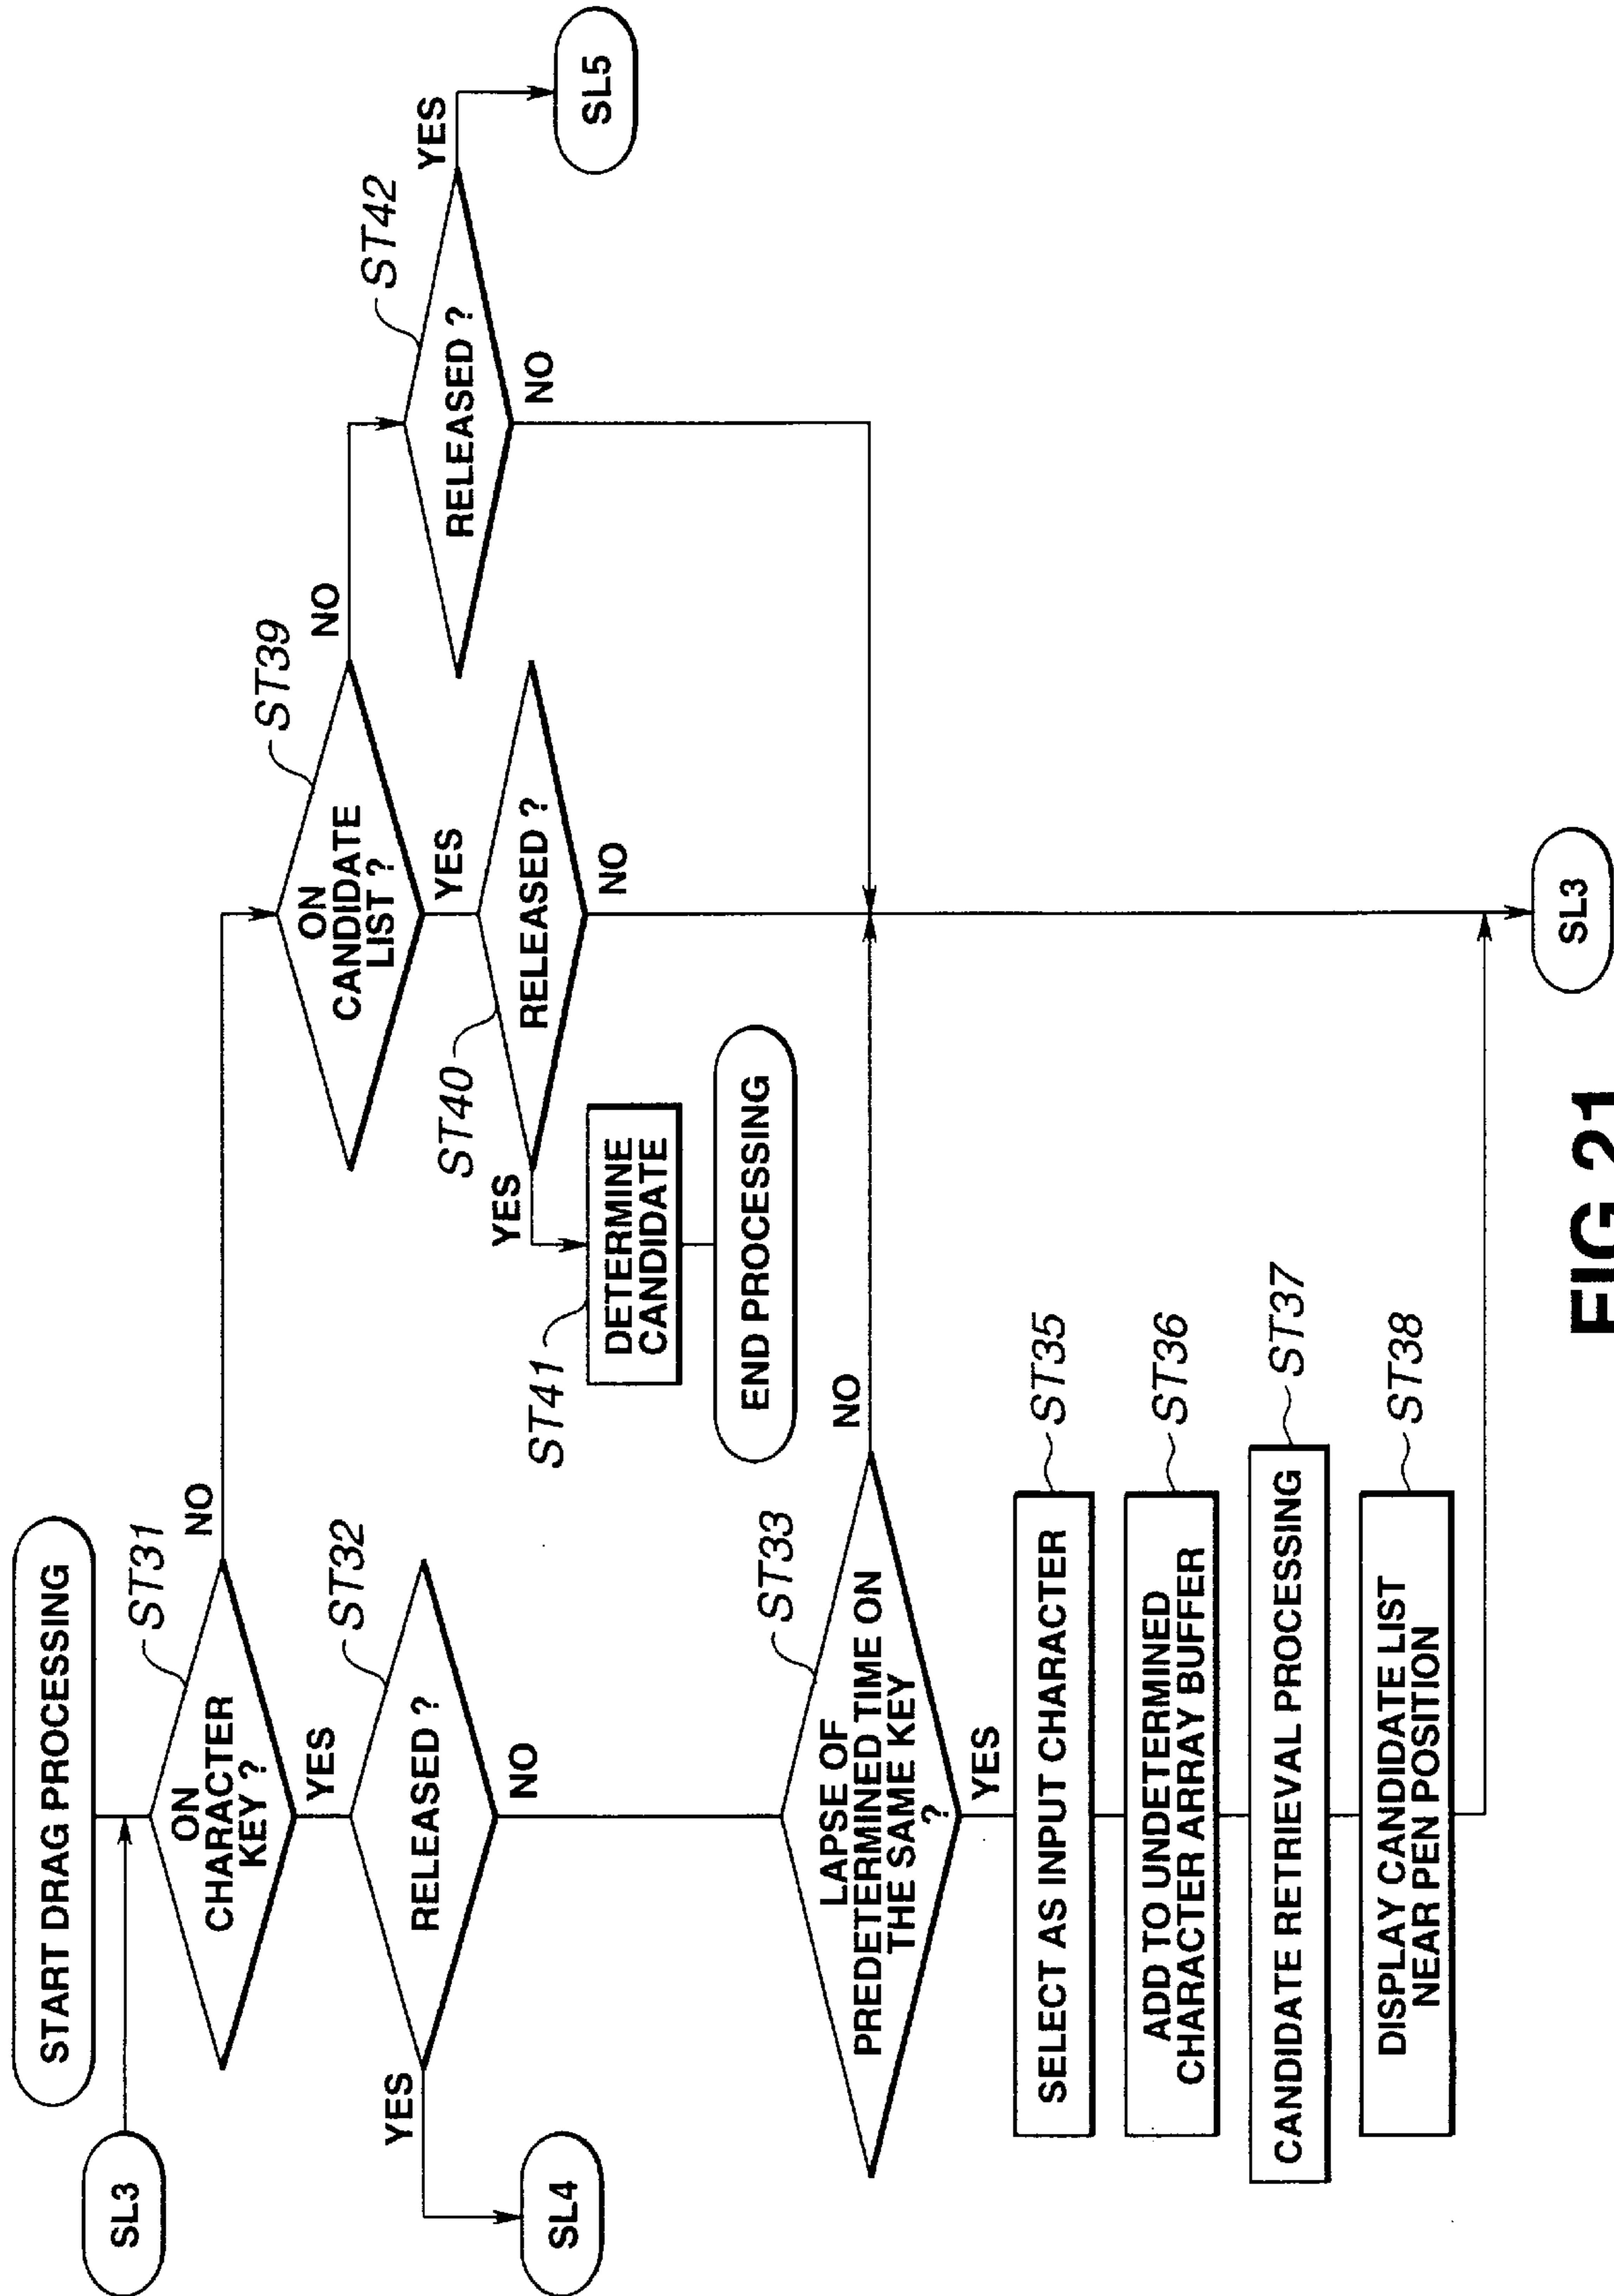 START DRAG PROCESSING
SL3
ST31
ON
CHARACTER
KEY ?
NO
YES
ST32
RELEASED ?
YES
NO
SL4
ST33
LAPSE OF
PREDETERMINED TIME ON
THE SAME KEY
?
NO
YES
SELECT AS INPUT CHARACTER
ST35
ADD TO UNDETERMINED
CHARACTER ARRAY BUFFER
ST36
CANDIDATE RETRIEVAL PROCESSING
ST37
DISPLAY CANDIDATE LIST
NEAR PEN POSITION
ST38
ST39
ON
CANDIDATE
LIST ?
NO
YES
ST40
RELEASED ?
YES
NO
ST41
DETERMINE
CANDIDATE
END PROCESSING
ST42
RELEASED ?
YES
NO
SL5
SL3
FIG.21